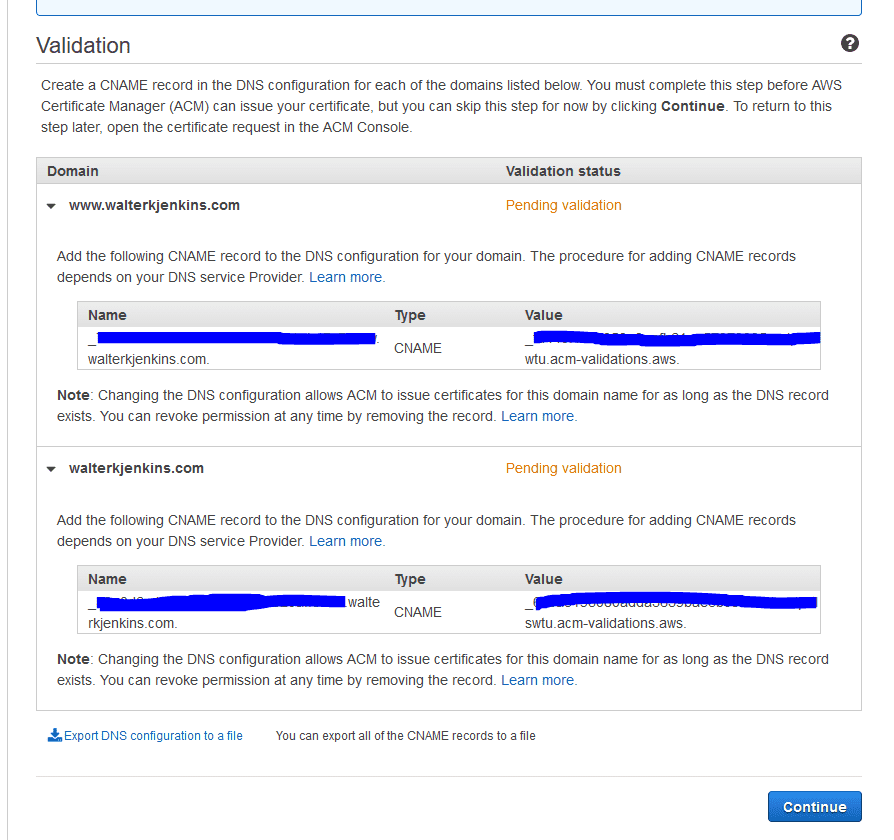 Validation
?
Create a CNAME record in the DNS configuration for each of the domains listed below. You must complete this step before AWS
Certificate Manager (ACM) can issue your certificate, but you can skip this step for now by clicking Continue. To return to this
step later, open the certificate request in the ACM Console.
Domain Validation status
www.walterkjenkins.com Pending validation
Add the following CNAME record to the DNS configuration for your domain. The procedure for adding CNAME records
depends on your DNS service Provider. Learn more.
Name Type Value
_ _
CNAME
walterkjenkins.com. wtu.acm-validations.aws.
Note: Changing the DNS configuration allows ACM to issue certificates for this domain name for as long as the DNS record
exists. You can revoke permission at any time by removing the record. Learn more.
walterkjenkins.com Pending validation
Add the following CNAME record to the DNS configuration for your domain. The procedure for adding CNAME records
depends on your DNS service Provider. Learn more.
Name Type Value
_ .walte _
CNAME
rkjenkins.com. swtu.acm-validations.aws.
Note: Changing the DNS configuration allows ACM to issue certificates for this domain name for as long as the DNS record
exists. You can revoke permission at any time by removing the record. Learn more.
Export DNS configuration to a file You can export all of the CNAME records to a file
Continue